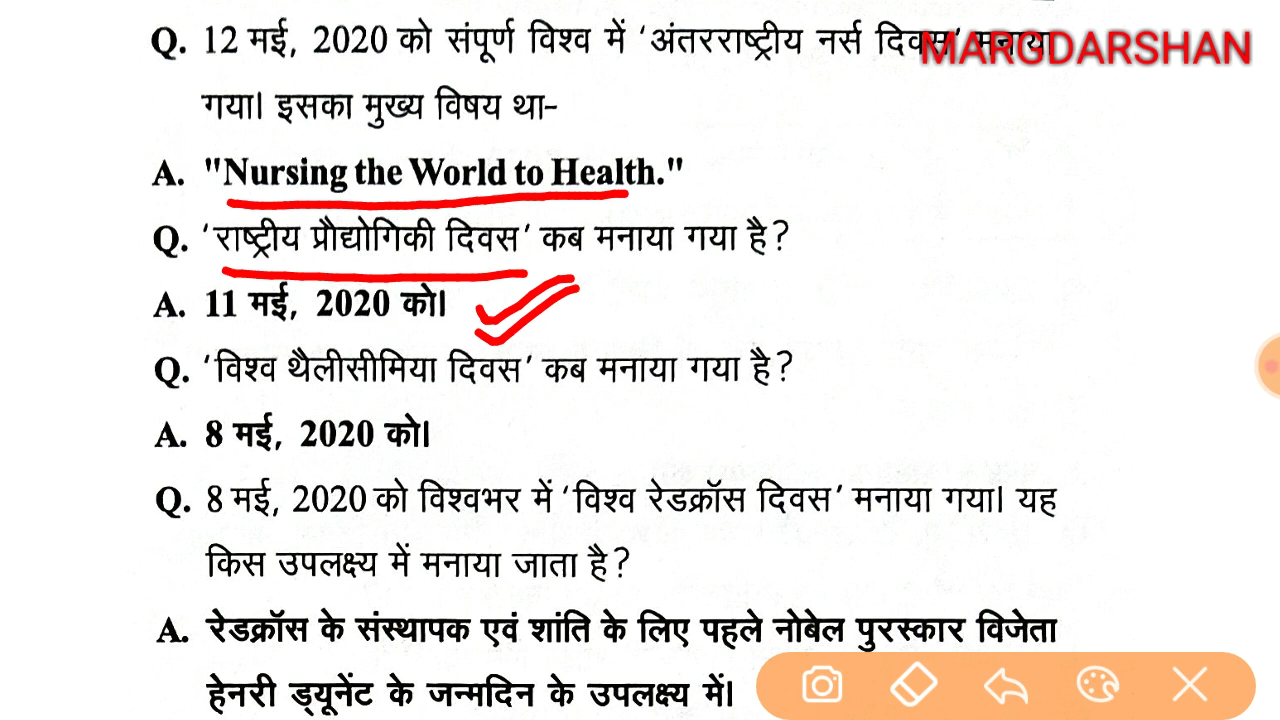 Q. 12 मई, 2020 को संपूर्ण विश्व में ‘अंतरराष्ट्रीय नर्स दिवस’ मनाया
MARGDARSHAN
गया। इसका मुख्य विषय था-
A. "Nursing the World to Health."
Q. ‘राष्ट्रीय प्रौद्योगिकी दिवस’ कब मनाया गया है?
A. 11 मई, 2020 को।
Q. ‘विश्व थैलीसीमिया दिवस’ कब मनाया गया है?
A. 8 मई, 2020 को।
Q. 8 मई, 2020 को विश्वभर में ‘विश्व रेडक्रॉस दिवस’ मनाया गया। यह
किस उपलक्ष्य में मनाया जाता है?
A. रेडक्रॉस के संस्थापक एवं शांति के लिए पहले नोबेल पुरस्कार विजेता
हेनरी ड्यूनेंट के जन्मदिन के उपलक्ष्य में।